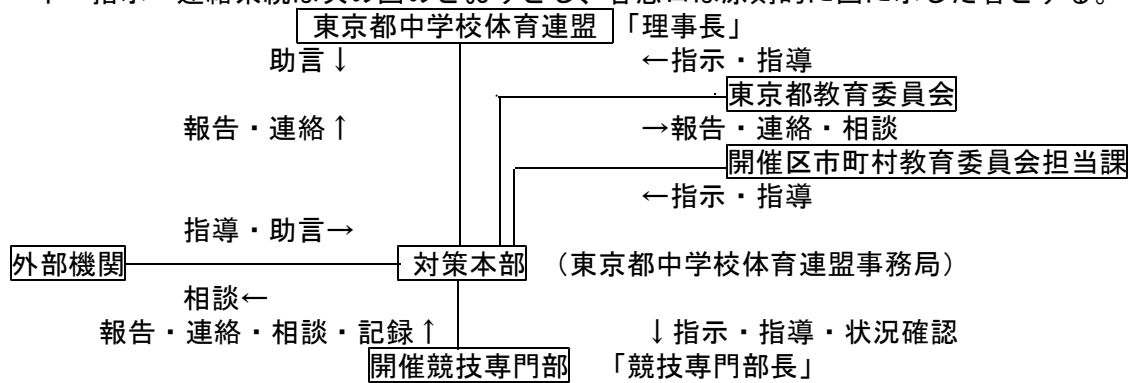 東京都中学校体育連盟 「理事長」
助言↓ ←指示・指導
東京都教育委員会
報告・連絡↑ →報告・連絡・相談
開催区市町村教育委員会担当課
←指示・指導
指導・助言→
外部機関 対策本部 （東京都中学校体育連盟事務局）
相談←
報告・連絡・相談・記録↑ ↓指示・指導・状況確認
開催競技専門部 「競技専門部長」